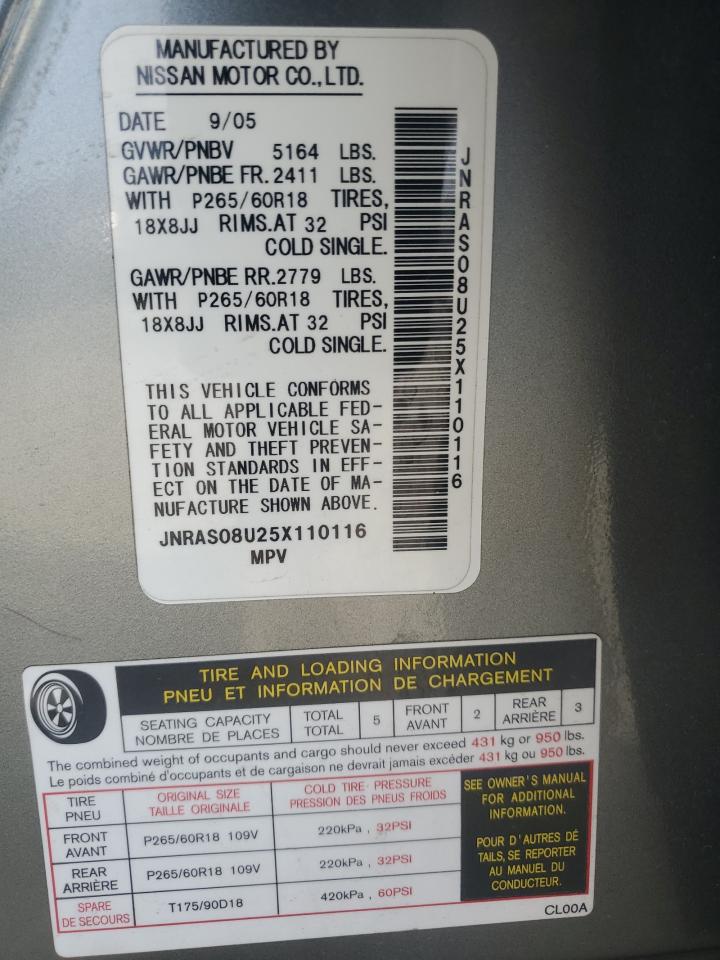 MANUFACTURED BY
NISSAN MOTOR CO.,LTD.
DATE 9/05
GVWR/PNBV 5164 LBS.
GAWR/PNBE FR. 2411 LBS.
WITH P265/60R18 TIRES,
18X8JJ RIMS.AT 32 PSI
COLD SINGLE.
GAWR/PNBE RR.2779 LBS.
WITH P265/60R18 TIRES,
18X8JJ RIMS.AT 32 PSI
COLD SINGLE.
THIS VEHICLE CONFORMS
TO ALL APPLICABLE FED-
ERAL MOTOR VEHICLE SA-
FETY AND THEFT PREVEN-
TION STANDARDS IN EFF-
ECT ON THE DATE OF MA-
NUFACTURE SHOWN ABOVE.
JNRAS08U25X110116
MPV
JNRAS08U25X110116
TIRE AND LOADING INFORMATION
PNEU ET INFORMATION DE CHARGEMENT
SEATING CAPACITY
NOMBRE DE PLACES
TOTAL
TOTAL
5
FRONT
AVANT
2
REAR
ARRIÈRE
3
The combined weight of occupants and cargo should never exceed 431 kg or 950 lbs.
Le poids combiné d'occupants et de cargaison ne devrait jamais excéder 431 kg ou 950 lbs.
TIRE
PNEU
ORIGINAL SIZE
TAILLE ORIGINALE
COLD TIRE PRESSURE
PRESSION DES PNEUS FROIDS
FRONT
AVANT
P265/60R18 109V
220kPa , 32PSI
REAR
ARRIÈRE
P265/60R18 109V
220kPa , 32PSI
SPARE
DE SECOURS
T175/90D18
420kPa , 60PSI
SEE OWNER'S MANUAL
FOR ADDITIONAL
INFORMATION.
POUR D'AUTRES DÉ
TAILS, SE REPORTER
AU MANUEL DU
CONDUCTEUR.
CL00A